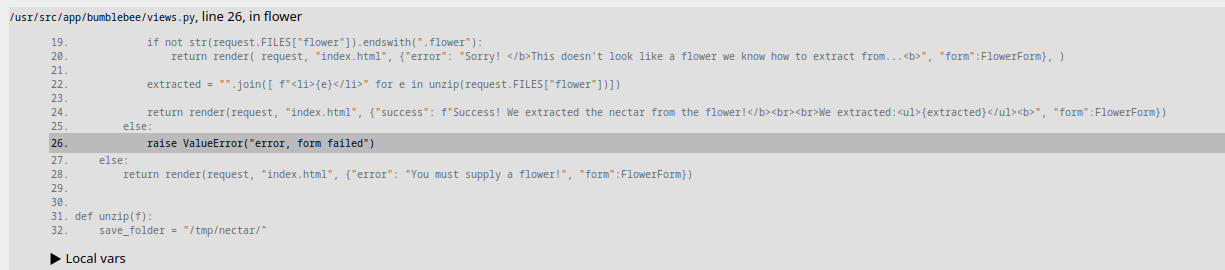 /usr/src/app/bumblebee/views.py, line 26, in flower
19.             if not str(request.FILES["flower"]).endswith(".flower"):
20.                 return render( request, "index.html", {"error": "Sorry! </b>This doesn't look like a flower we know how to extract from...<b>", "form":FlowerForm}, )
21.
22.             extracted = "".join([ f"<li>{e}</li>" for e in unzip(request.FILES["flower"])])
23.
24.             return render(request, "index.html", {"success": f"Success! We extracted the nectar from the flower!</b><br><br>We extracted:<ul>{extracted}</ul><b>", "form":FlowerForm})
25.         else:
26.             raise ValueError("error, form failed")
27.     else:
28.         return render(request, "index.html", {"error": "You must supply a flower!", "form":FlowerForm})
29.
30.
31. def unzip(f):
32.     save_folder = "/tmp/nectar/"
▶ Local vars